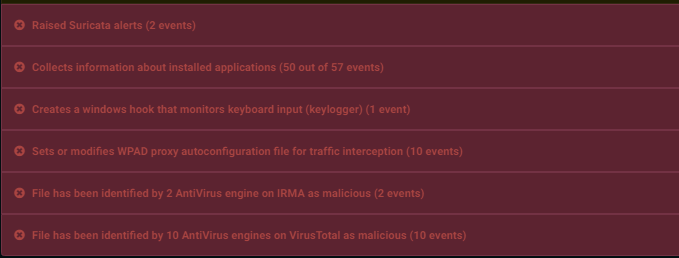 Raised Suricata alerts (2 events)
Collects information about installed applications (50 out of 57 events)
Creates a windows hook that monitors keyboard input (keylogger) (1 event)
Sets or modifies WPAD proxy autoconfiguration file for traffic interception (10 events)
File has been identified by 2 AntiVirus engine on IRMA as malicious (2 events)
File has been identified by 10 AntiVirus engines on VirusTotal as malicious (10 events)